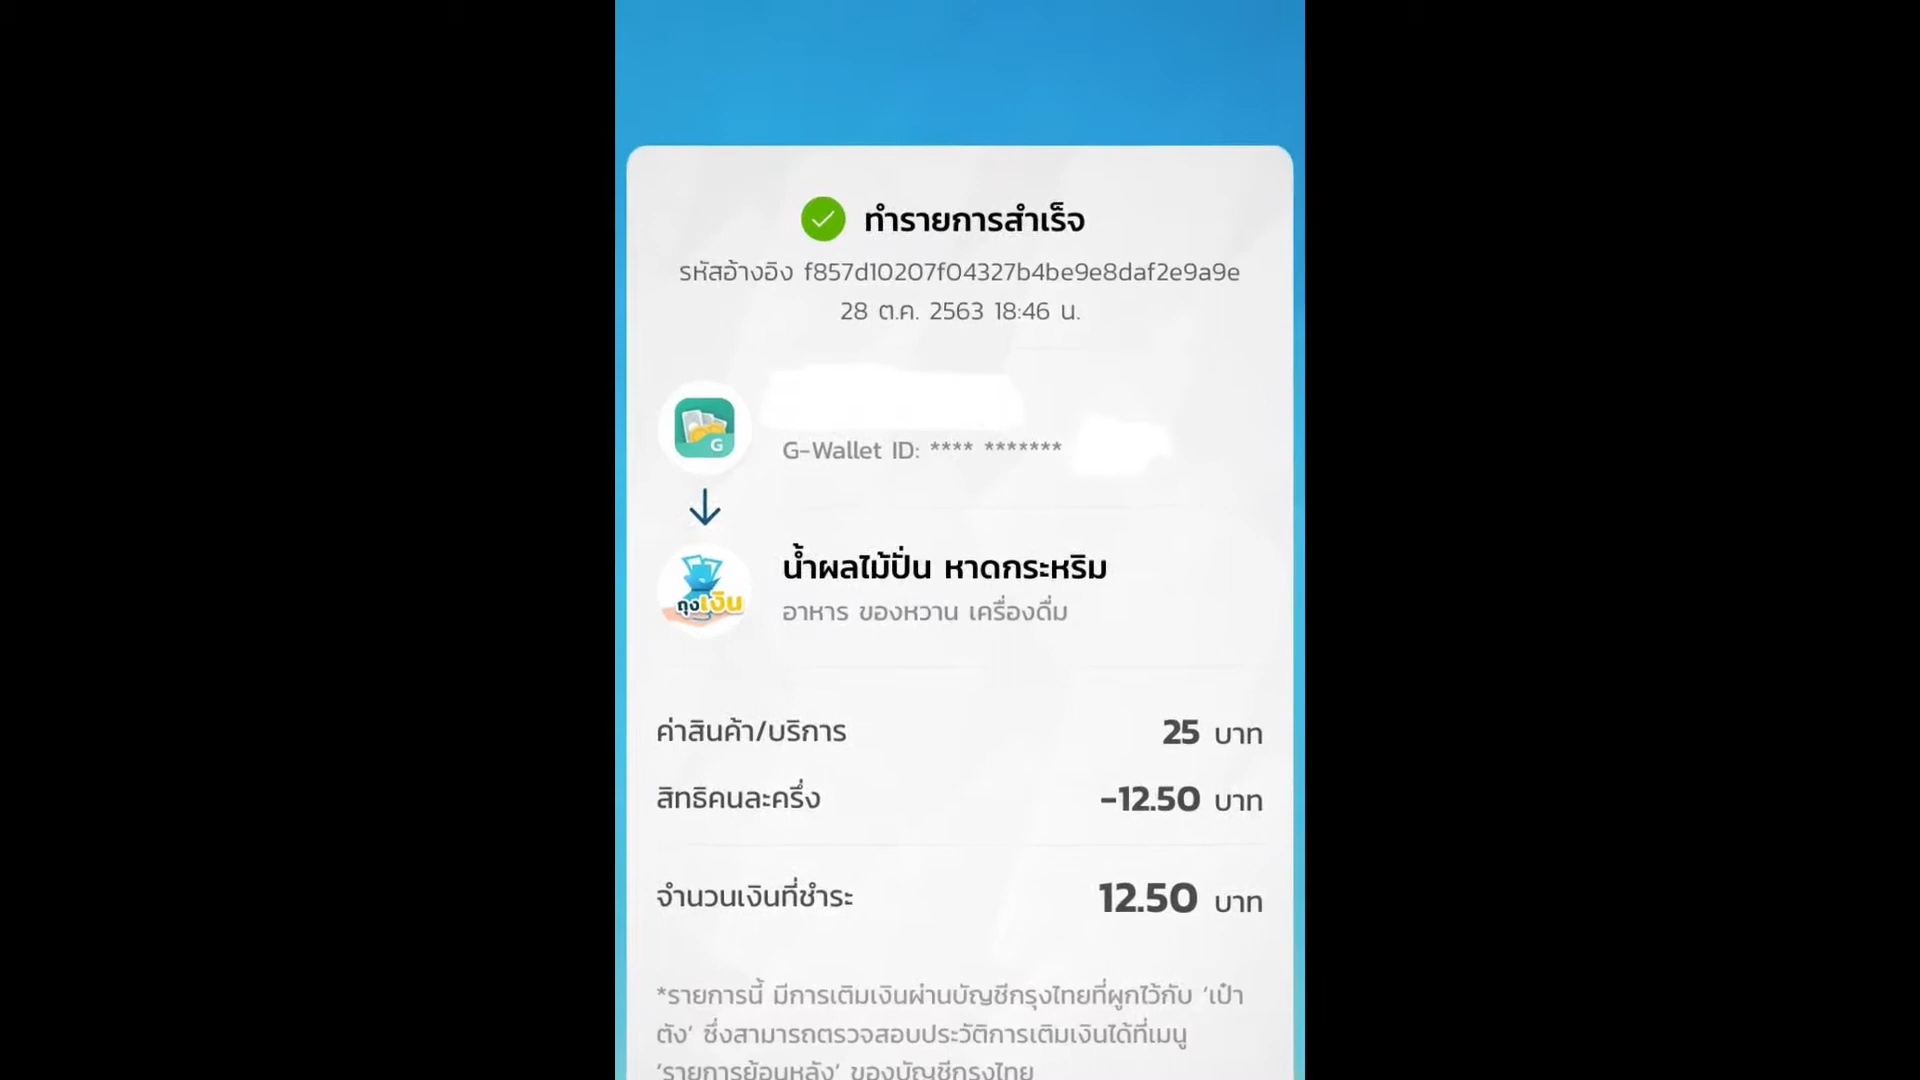 ทำรายการสำเร็จ
รหัสอ้างอิง f857d10207f04327b4be9e8daf2e9a9e
28 ต.ค. 2563 18:46 น.
G
G-Wallet ID: **** *******
น้ำผลไม้ปั่น หาดกระหริม
ถุงเงิน
อาหาร ของหวาน เครื่องดื่ม
ค่าสินค้า/บริการ 25 บาท
สิทธิคนละครึ่ง -12.50 บาท
จำนวนเงินที่ชำระ 12.50 บาท
*รายการนี้ มีการเติมเงินผ่านบัญชีกรุงไทยที่ผูกไว้กับ ‘เป๋า
ตัง’ ซึ่งสามารถตรวจสอบประวัติการเติมเงินได้ที่เมนู
‘รายการย้อนหลัง’ ของบัญชีกรุงไทย